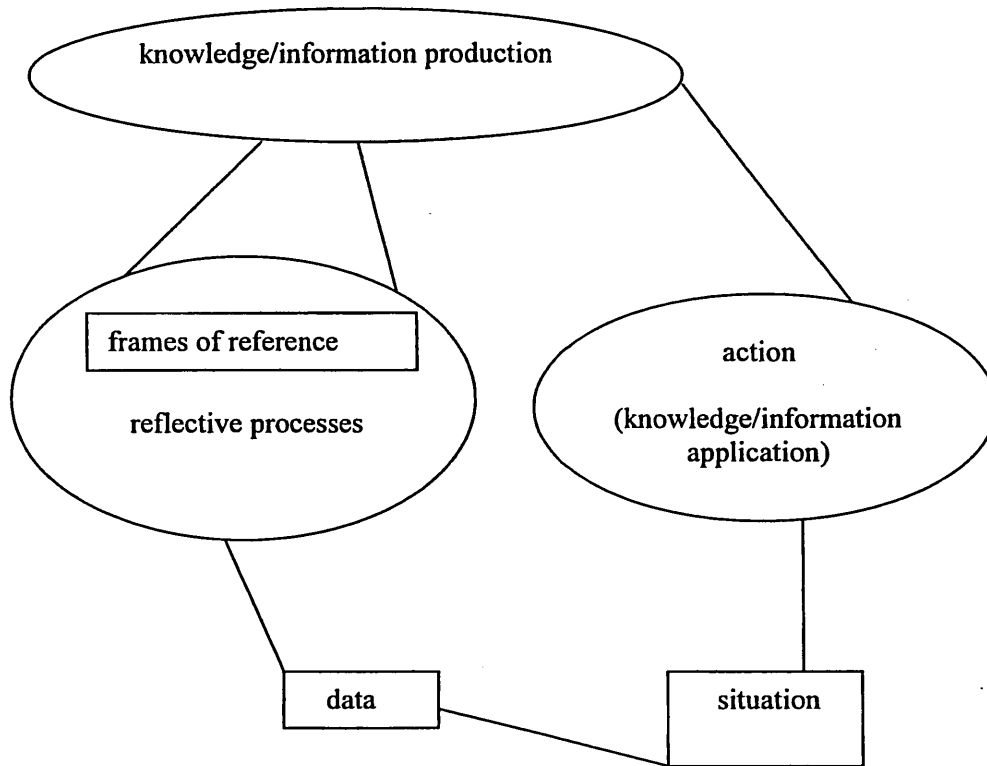 knowledge/information production
frames of reference
reflective processes
action
(knowledge/information
application)
data
situation